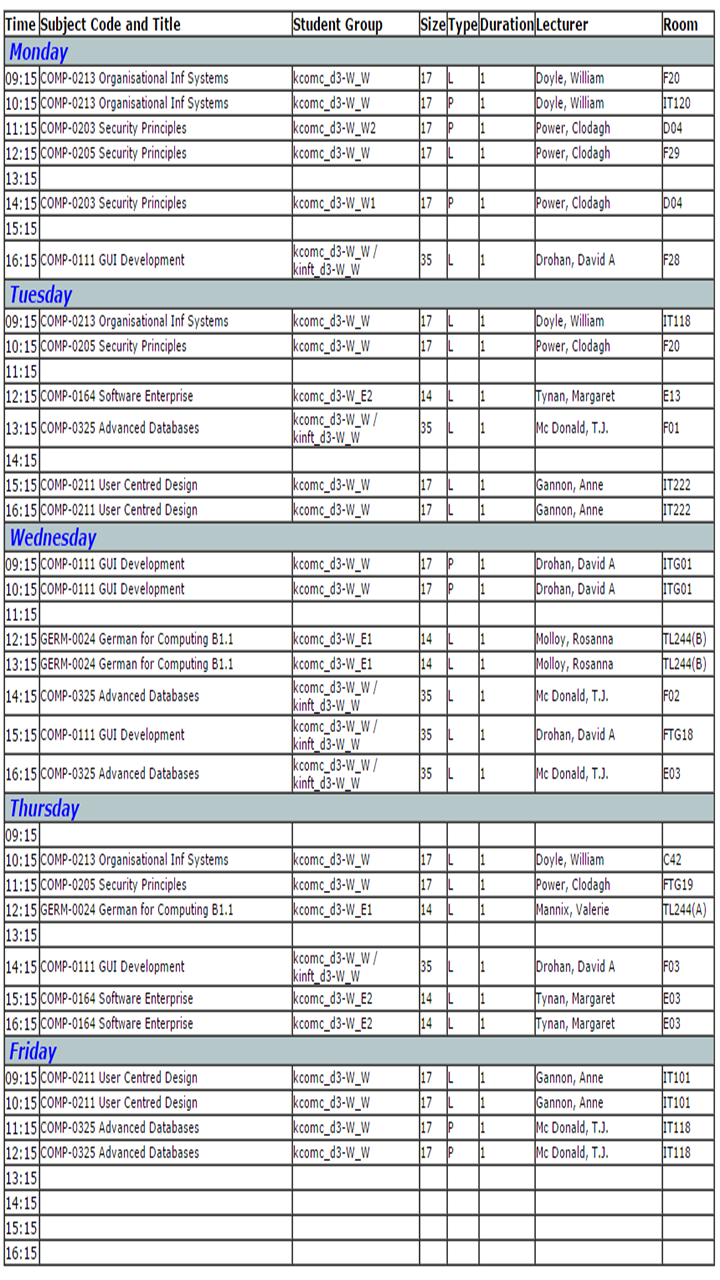 Time Subject Code and Title Student Group Size Type Duration Lecturer Room
Monday
09:15 COMP-0213 Organisational Inf Systems kcomc_d3-W_W 17 L 1 Doyle, William F20
10:15 COMP-0213 Organisational Inf Systems kcomc_d3-W_W 17 P 1 Doyle, William IT120
11:15 COMP-0203 Security Principles kcomc_d3-W_W2 17 P 1 Power, Clodagh D04
12:15 COMP-0205 Security Principles kcomc_d3-W_W 17 L 1 Power, Clodagh F29
13:15
14:15 COMP-0203 Security Principles kcomc_d3-W_W1 17 P 1 Power, Clodagh D04
15:15
16:15 COMP-0111 GUI Development kcomc_d3-W_W / kinft_d3-W_W 35 L 1 Drohan, David A F28
Tuesday
09:15 COMP-0213 Organisational Inf Systems kcomc_d3-W_W 17 L 1 Doyle, William IT118
10:15 COMP-0205 Security Principles kcomc_d3-W_W 17 L 1 Power, Clodagh F20
11:15
12:15 COMP-0164 Software Enterprise kcomc_d3-W_E2 14 L 1 Tynan, Margaret E13
13:15 COMP-0325 Advanced Databases kcomc_d3-W_W / kinft_d3-W_W 35 L 1 Mc Donald, T.J. F01
14:15
15:15 COMP-0211 User Centred Design kcomc_d3-W_W 17 L 1 Gannon, Anne IT222
16:15 COMP-0211 User Centred Design kcomc_d3-W_W 17 L 1 Gannon, Anne IT222
Wednesday
09:15 COMP-0111 GUI Development kcomc_d3-W_W 17 P 1 Drohan, David A ITG01
10:15 COMP-0111 GUI Development kcomc_d3-W_W 17 P 1 Drohan, David A ITG01
11:15
12:15 GERM-0024 German for Computing B1.1 kcomc_d3-W_E1 14 L 1 Molloy, Rosanna TL244(B)
13:15 GERM-0024 German for Computing B1.1 kcomc_d3-W_E1 14 L 1 Molloy, Rosanna TL244(B)
14:15 COMP-0325 Advanced Databases kcomc_d3-W_W / kinft_d3-W_W 35 L 1 Mc Donald, T.J. F02
15:15 COMP-0111 GUI Development kcomc_d3-W_W / kinft_d3-W_W 35 L 1 Drohan, David A FTG18
16:15 COMP-0325 Advanced Databases kcomc_d3-W_W / kinft_d3-W_W 35 L 1 Mc Donald, T.J. E03
Thursday
09:15
10:15 COMP-0213 Organisational Inf Systems kcomc_d3-W_W 17 L 1 Doyle, William C42
11:15 COMP-0205 Security Principles kcomc_d3-W_W 17 L 1 Power, Clodagh FTG19
12:15 GERM-0024 German for Computing B1.1 kcomc_d3-W_E1 14 L 1 Mannix, Valerie TL244(A)
13:15
14:15 COMP-0111 GUI Development kcomc_d3-W_W / kinft_d3-W_W 35 L 1 Drohan, David A F03
15:15 COMP-0164 Software Enterprise kcomc_d3-W_E2 14 L 1 Tynan, Margaret E03
16:15 COMP-0164 Software Enterprise kcomc_d3-W_E2 14 L 1 Tynan, Margaret E03
Friday
09:15 COMP-0211 User Centred Design kcomc_d3-W_W 17 L 1 Gannon, Anne IT101
10:15 COMP-0211 User Centred Design kcomc_d3-W_W 17 L 1 Gannon, Anne IT101
11:15 COMP-0325 Advanced Databases kcomc_d3-W_W 17 P 1 Mc Donald, T.J. IT118
12:15 COMP-0325 Advanced Databases kcomc_d3-W_W 17 P 1 Mc Donald, T.J. IT118
13:15
14:15
15:15
16:15